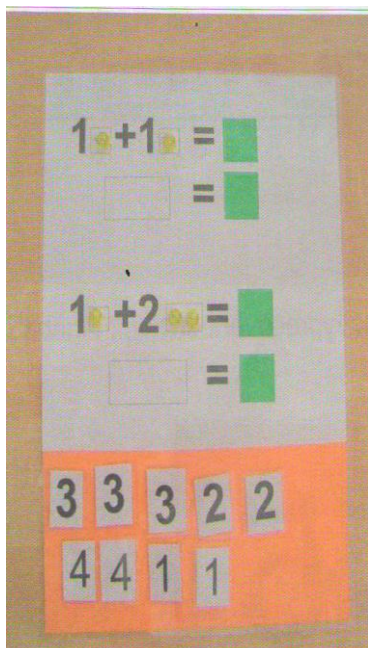 1 + 1 =
=
1 + 2 =
=
3 3 3 2 2
4 4 1 1